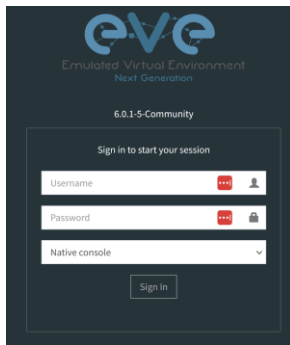 eve
Emulated Virtual Environment
Next Generation
6.0.1-5-Community
Sign in to start your session
Username
Password
Native console
Sign In